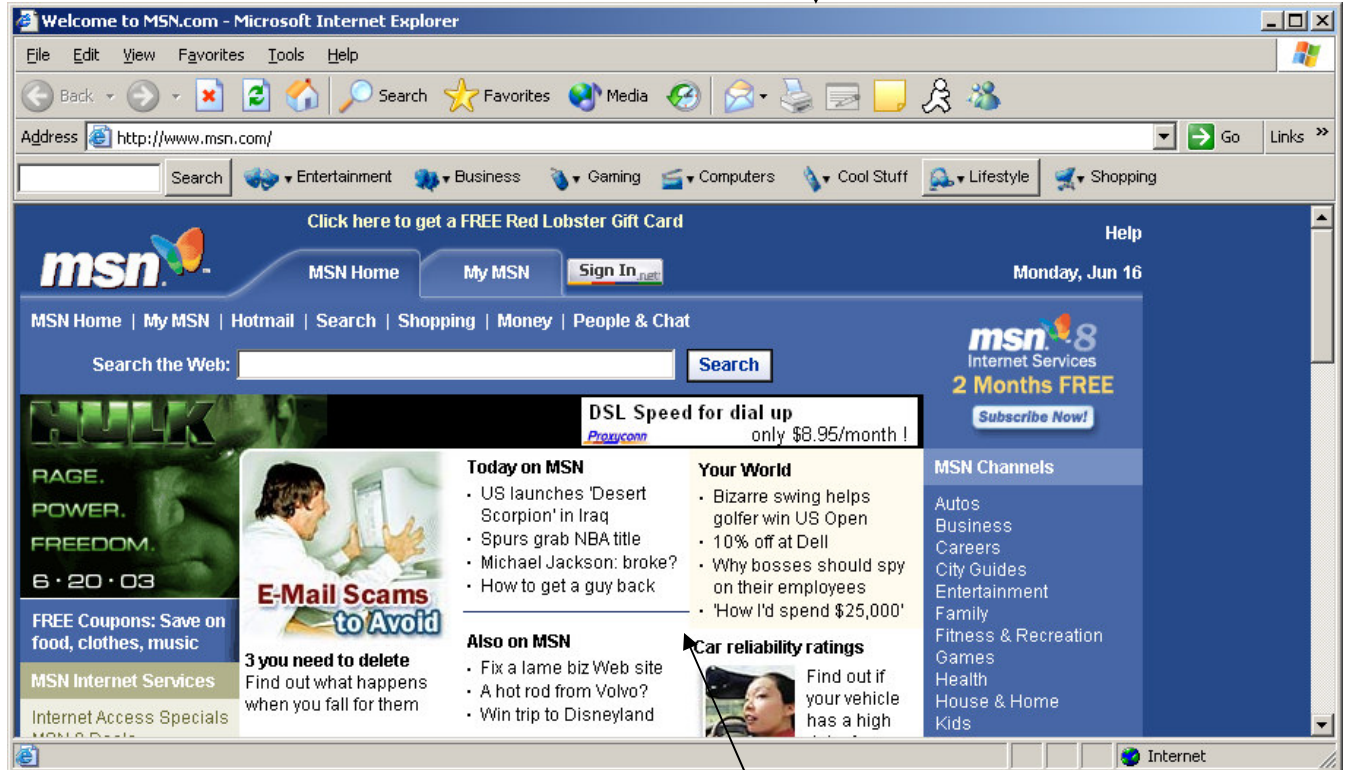 Welcome to MSN.com - Microsoft Internet Explorer
File Edit View Favorites Tools Help
Back Search Favorites Media
Address http://www.msn.com/ Go Links »
Search Entertainment Business Gaming Computers Cool Stuff Lifestyle Shopping
Click here to get a FREE Red Lobster Gift Card
Help
msn
MSN Home My MSN Sign In .net
Monday, Jun 16
MSN Home | My MSN | Hotmail | Search | Shopping | Money | People & Chat
Search the Web: Search
msn 8
Internet Services
2 Months FREE
Subscribe Now!
HULK
RAGE.
POWER.
FREEDOM.
6·20·03
DSL Speed for dial up
Proxyconn only $8.95/month !
FREE Coupons: Save on
food, clothes, music
MSN Internet Services
Internet Access Specials
E-Mail Scams
to Avoid
3 you need to delete
Find out what happens
when you fall for them
Today on MSN
· US launches 'Desert
Scorpion' in Iraq
· Spurs grab NBA title
· Michael Jackson: broke?
· How to get a guy back
Also on MSN
· Fix a lame biz Web site
· A hot rod from Volvo?
· Win trip to Disneyland
Your World
· Bizarre swing helps
golfer win US Open
· 10% off at Dell
· Why bosses should spy
on their employees
· 'How I'd spend $25,000'
Car reliability ratings
Find out if
your vehicle
has a high
MSN Channels
Autos
Business
Careers
City Guides
Entertainment
Family
Fitness & Recreation
Games
Health
House & Home
Kids
Internet